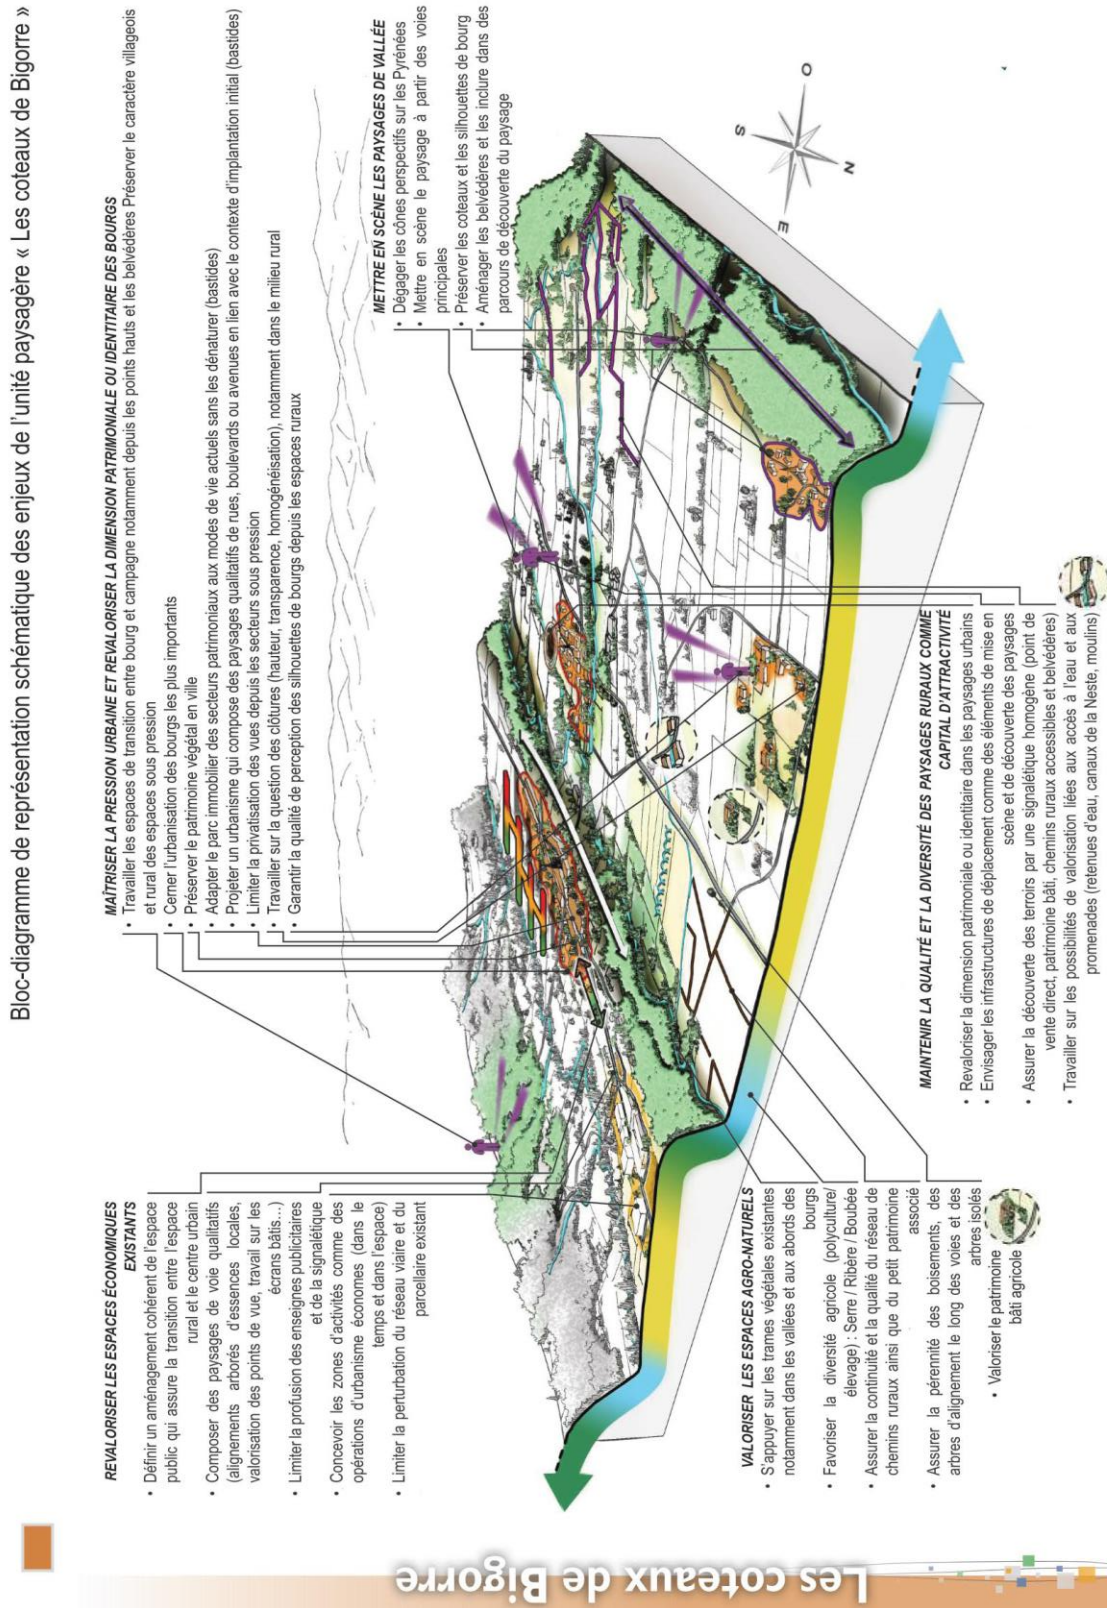 Bloc-diagramme de représentation schématique des enjeux de l'unité paysagère « Les coteaux de Bigorre »
REVALORISER LES ESPACES ÉCONOMIQUES
EXISTANTS
• Définir un aménagement cohérent de l'espace
public qui assure la transition entre l'espace
rural et le centre urbain
• Composer des paysages de voie qualitatifs
(alignements arborés d'essences locales,
valorisation des points de vue, travail sur les
écrans bâtis...)
• Limiter la profusion des enseignes publicitaires
et de la signalétique
• Concevoir les zones d'activités comme des
opérations d'urbanisme économes (dans le
temps et dans l'espace)
• Limiter la perturbation du réseau viaire et du
parcellaire existant
MAÎTRISER LA PRESSION URBAINE ET REVALORISER LA DIMENSION PATRIMONIALE OU IDENTITAIRE DES BOURGS
• Travailler les espaces de transition entre bourg et campagne notamment depuis les points hauts et les belvédères Préserver le caractère villageois
et rural des espaces sous pression
• Cerner l'urbanisation des bourgs les plus importants
• Préserver le patrimoine végétal en ville
• Adapter le parc immobilier des secteurs patrimoniaux aux modes de vie actuels sans les dénaturer (bastides)
• Projeter un urbanisme qui compose des paysages qualitatifs de rues, boulevards ou avenues en lien avec le contexte d'implantation initial (bastides)
• Limiter la privatisation des vues depuis les secteurs sous pression
• Travailler sur la question des clôtures (hauteur, transparence, homogénéisation), notamment dans le milieu rural
• Garantir la qualité de perception des silhouettes de bourgs depuis les espaces ruraux
METTRE EN SCÈNE LES PAYSAGES DE VALLÉE
• Dégager les cônes perspectifs sur les Pyrénées
• Mettre en scène le paysage à partir des voies
principales
• Préserver les coteaux et les silhouettes de bourg
• Aménager les belvédères et les inclure dans des
parcours de découverte du paysage
O
S
N
E
VALORISER LES ESPACES AGRO-NATURELS
• S'appuyer sur les trames végétales existantes
notamment dans les vallées et aux abords des
bourgs
• Favoriser la diversité agricole (polyculture/
élevage) : Serre / Ribère / Boubée
• Assurer la continuité et la qualité du réseau de
chemins ruraux ainsi que du petit patrimoine
associé
• Assurer la pérennité des boisements, des
arbres d'alignement le long des voies et des
arbres isolés
• Valoriser le patrimoine
bâti agricole
MAINTENIR LA QUALITÉ ET LA DIVERSITÉ DES PAYSAGES RURAUX COMME
CAPITAL D'ATTRACTIVITÉ
• Revaloriser la dimension patrimoniale ou identitaire dans les paysages urbains
• Envisager les infrastructures de déplacement comme des éléments de mise en
scène et de découverte des paysages
• Assurer la découverte des terroirs par une signalétique homogène (point de
vente direct, patrimoine bâti, chemins ruraux accessibles et belvédères)
• Travailler sur les possibilités de valorisation liées aux accès à l'eau et aux
promenades (retenues d'eau, canaux de la Neste, moulins)
Les coteaux de Bigorre